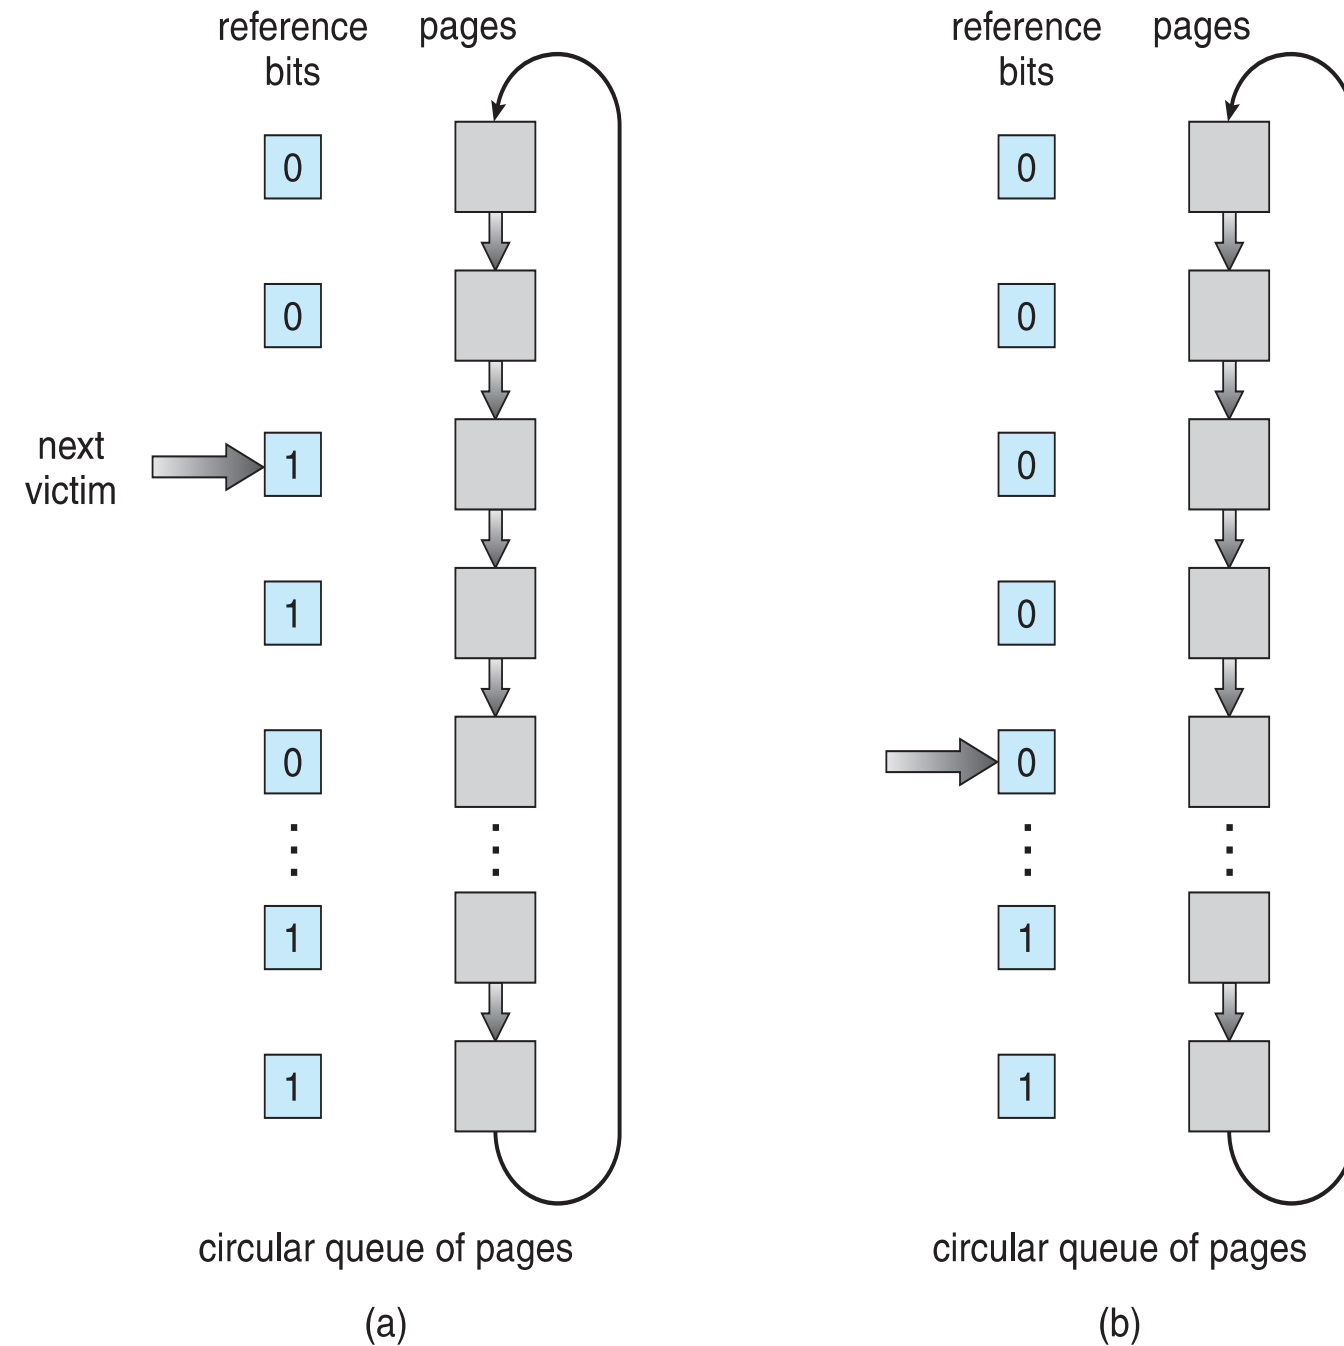 reference pages
bits
0
0
next
victim
1
1
0
1
1
circular queue of pages
(a)
reference pages
bits
0
0
0
0
0
1
1
circular queue of pages
(b)